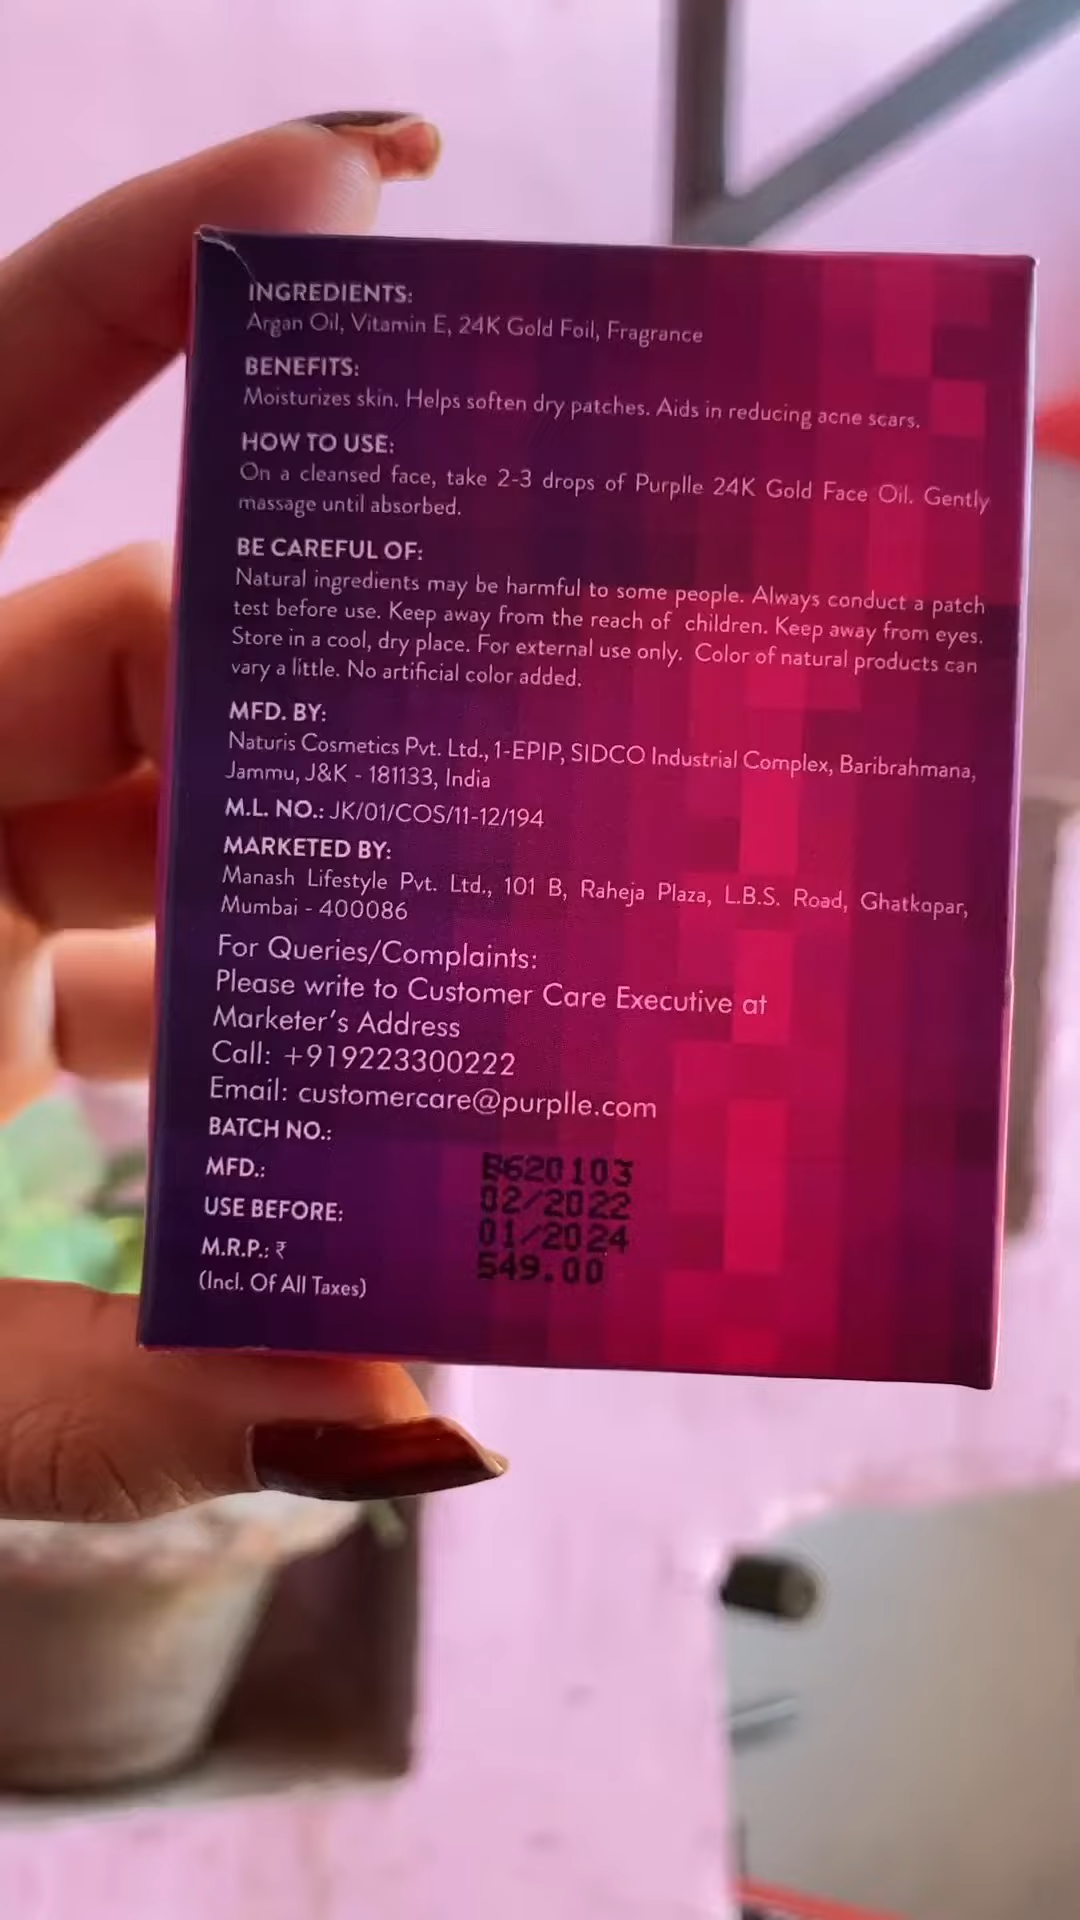 INGREDIENTS:
Argan Oil, Vitamin E, 24K Gold Foil, Fragrance
BENEFITS:
Moisturizes skin. Helps soften dry patches. Aids in reducing acne scars.
HOW TO USE:
On a cleansed face, take 2-3 drops of Purplle 24K Gold Face Oil. Gently
massage until absorbed.
BE CAREFUL OF:
Natural ingredients may be harmful to some people. Always conduct a patch
test before use. Keep away from the reach of children. Keep away from eyes.
Store in a cool, dry place. For external use only. Color of natural products can
vary a little. No artificial color added.
MFD. BY:
Naturis Cosmetics Pvt. Ltd., 1-EPIP, SIDCO Industrial Complex, Baribrahmana,
Jammu, J&K - 181133, India
M.L. NO.: JK/01/COS/11-12/194
MARKETED BY:
Manash Lifestyle Pvt. Ltd., 101 B, Raheja Plaza, L.B.S. Road, Ghatkopar,
Mumbai - 400086
For Queries/Complaints:
Please write to Customer Care Executive at
Marketer's Address
Call: +919223300222
Email: customercare@purplle.com
BATCH NO.: B620103
MFD.: 02/2022
USE BEFORE: 01/2024
M.R.P.: ₹ 549.00
(Incl. Of All Taxes)